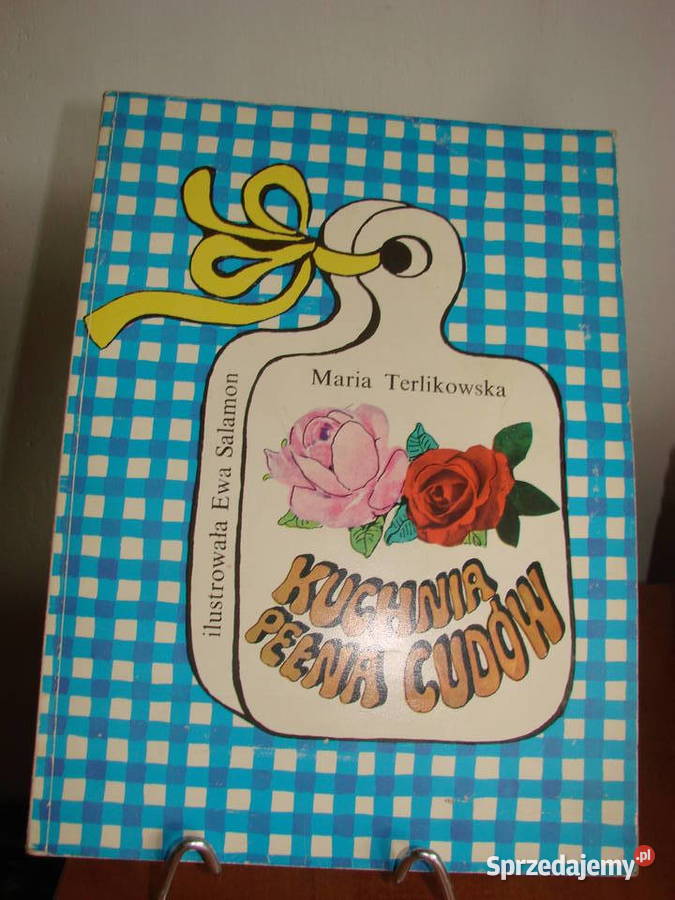 Maria Terlikowska
ilustrowała Ewa Salamon
KUCHNIA
PEŁNA CUDÓW
Sprzedajemy.pl